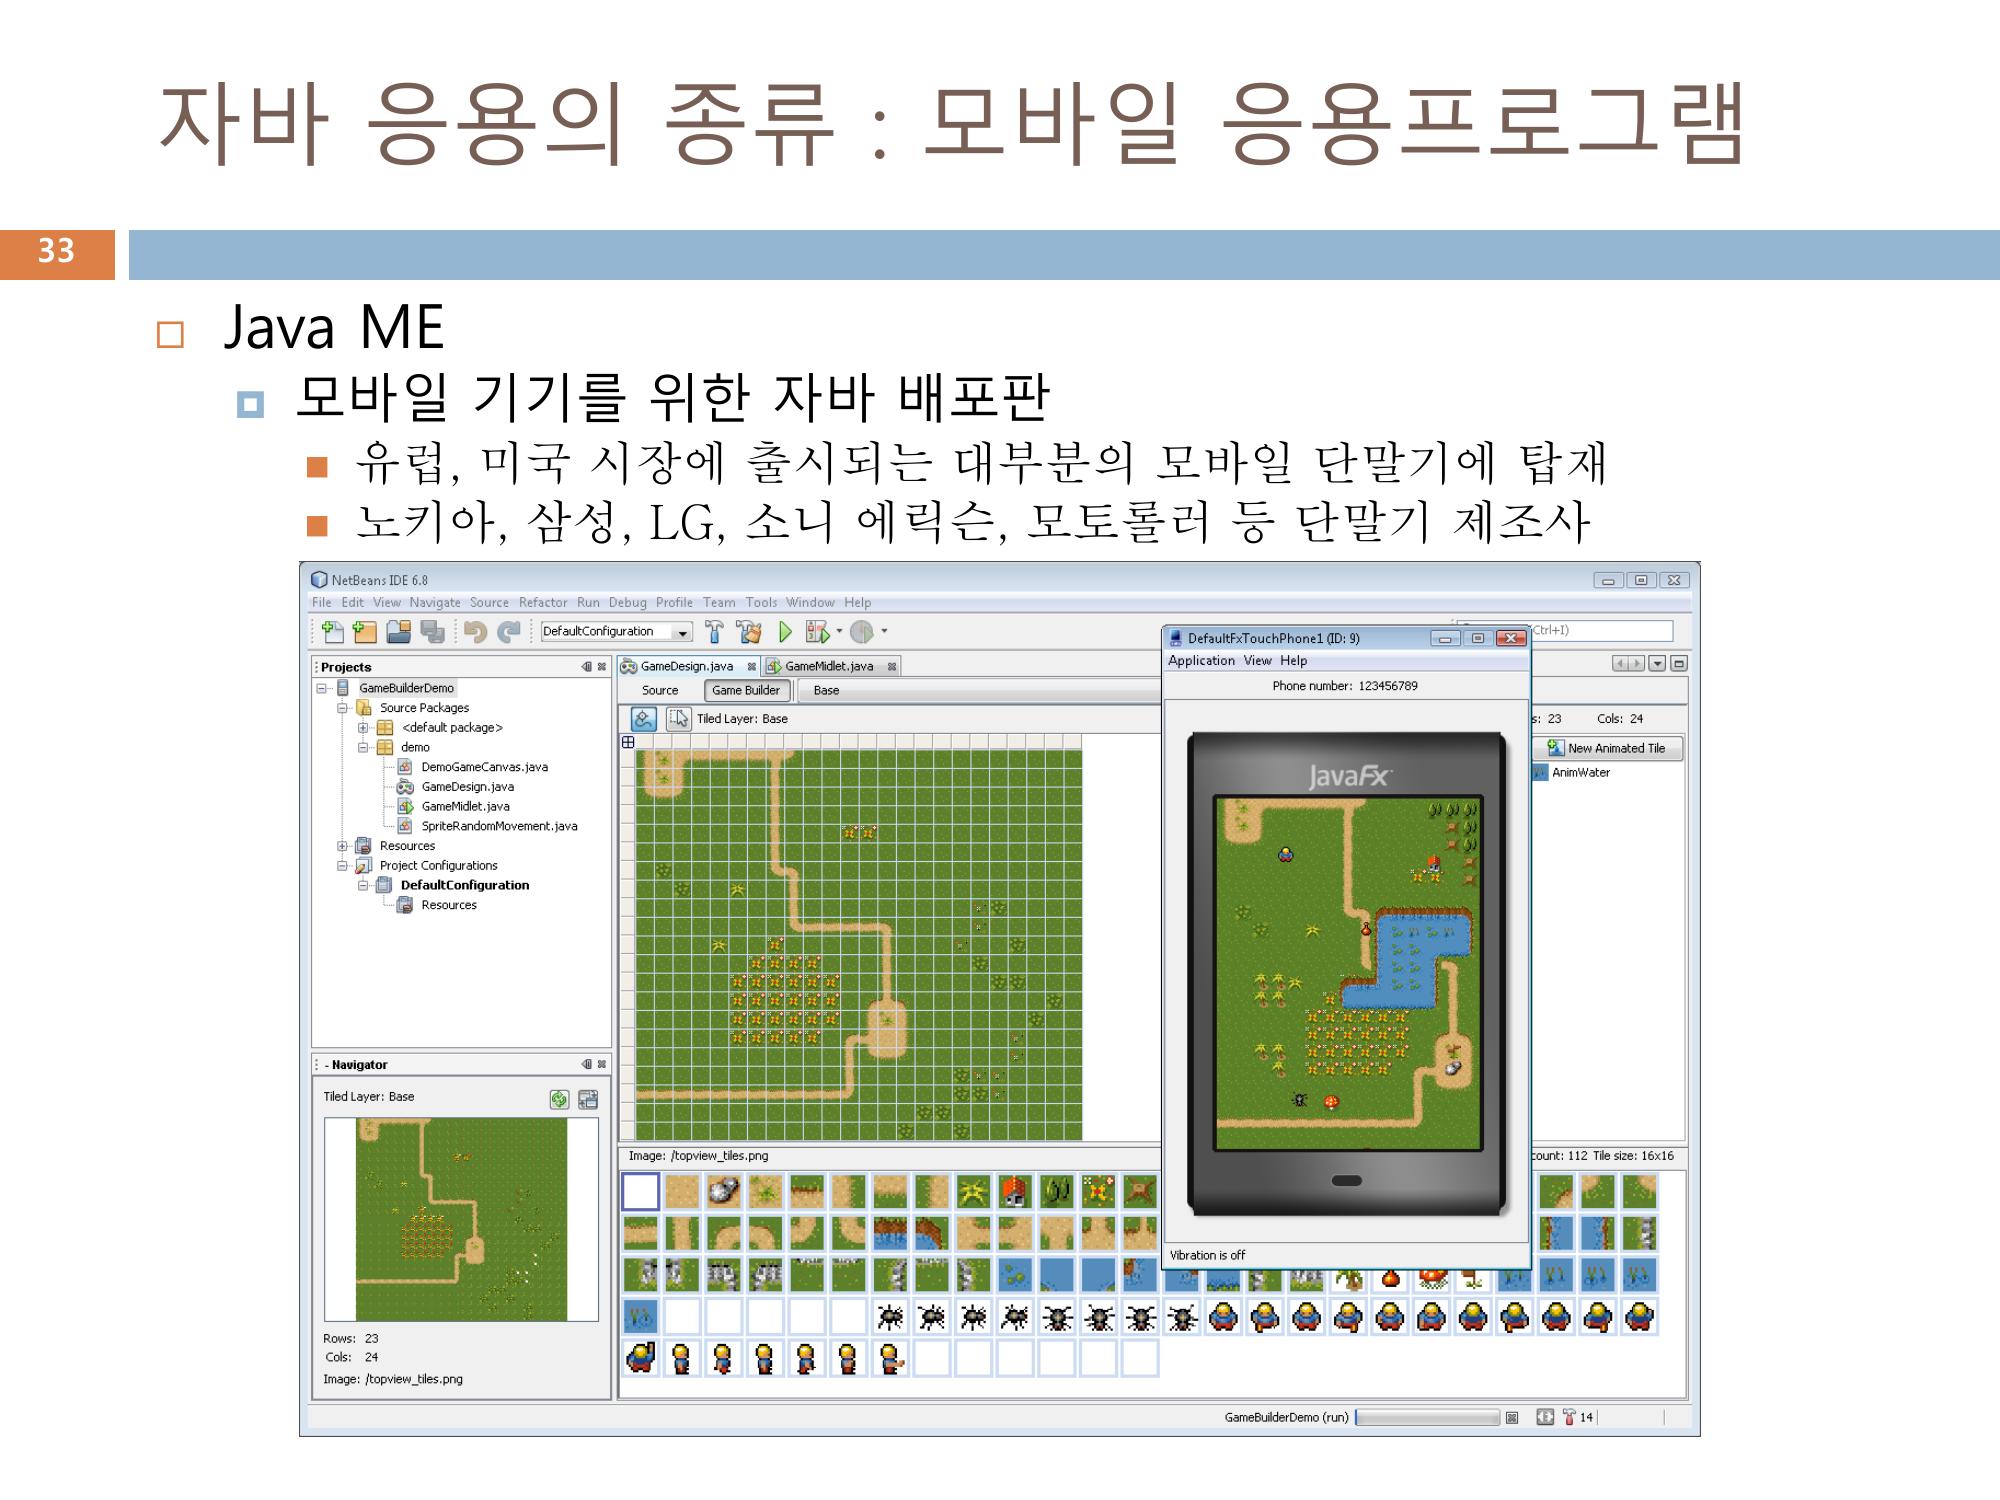 자바 응용의 종류 : 모바일 응용프로그램
33
Java ME
모바일 기기를 위한 자바 배포판
유럽, 미국 시장에 출시되는 대부분의 모바일 단말기에 탑재
노키아, 삼성, LG, 소니 에릭슨, 모토롤러 등 단말기 제조사
NetBeans IDE 6.8
File Edit View Navigate Source Refactor Run Debug Profile Team Tools Window Help
DefaultConfiguration
(Ctrl+I)
Projects
GameBuilderDemo
Source Packages
<default package>
demo
DemoGameCanvas.java
GameDesign.java
GameMidlet.java
SpriteRandomMovement.java
Resources
Project Configurations
DefaultConfiguration
Resources
- Navigator
Tiled Layer: Base
Rows: 23
Cols: 24
Image: /topview_tiles.png
GameDesign.java GameMidlet.java
Source Game Builder Base
Tiled Layer: Base
s: 23 Cols: 24
New Animated Tile
AnimWater
DefaultFxTouchPhone1 (ID: 9)
Application View Help
Phone number: 123456789
JavaFx
Vibration is off
Image: /topview_tiles.png
count: 112 Tile size: 16x16
GameBuilderDemo (run)
14